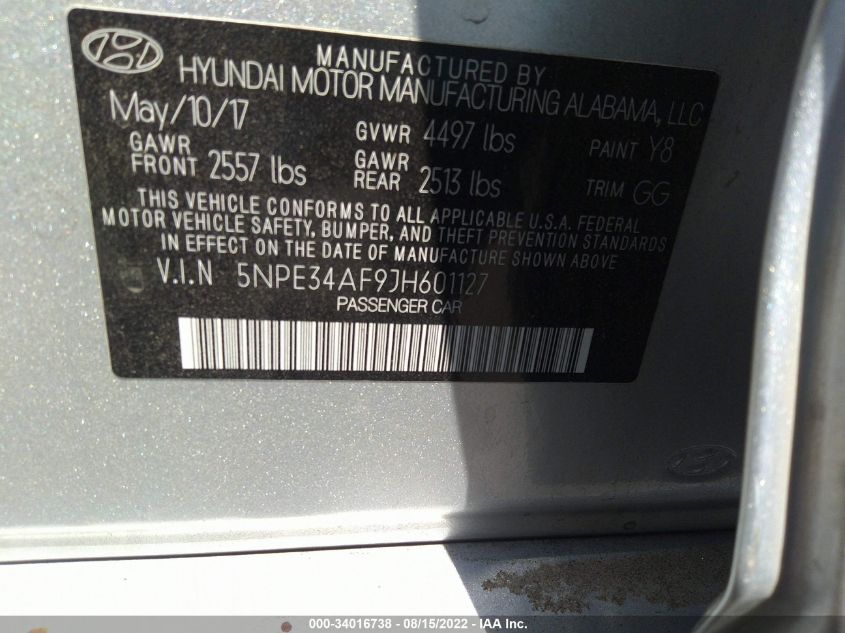 MANUFACTURED BY
HYUNDAI MOTOR MANUFACTURING ALABAMA, LLC
May/10/17 GVWR 4497 lbs PAINT Y8
GAWR FRONT 2557 lbs GAWR REAR 2513 lbs TRIM GG
THIS VEHICLE CONFORMS TO ALL APPLICABLE U.S.A. FEDERAL
MOTOR VEHICLE SAFETY, BUMPER, AND THEFT PREVENTION STANDARDS
IN EFFECT ON THE DATE OF MANUFACTURE SHOWN ABOVE.
V.I.N 5NPE34AF9JH601127
PASSENGER CAR
000-34016738 - 08/15/2022 - IAA Inc.